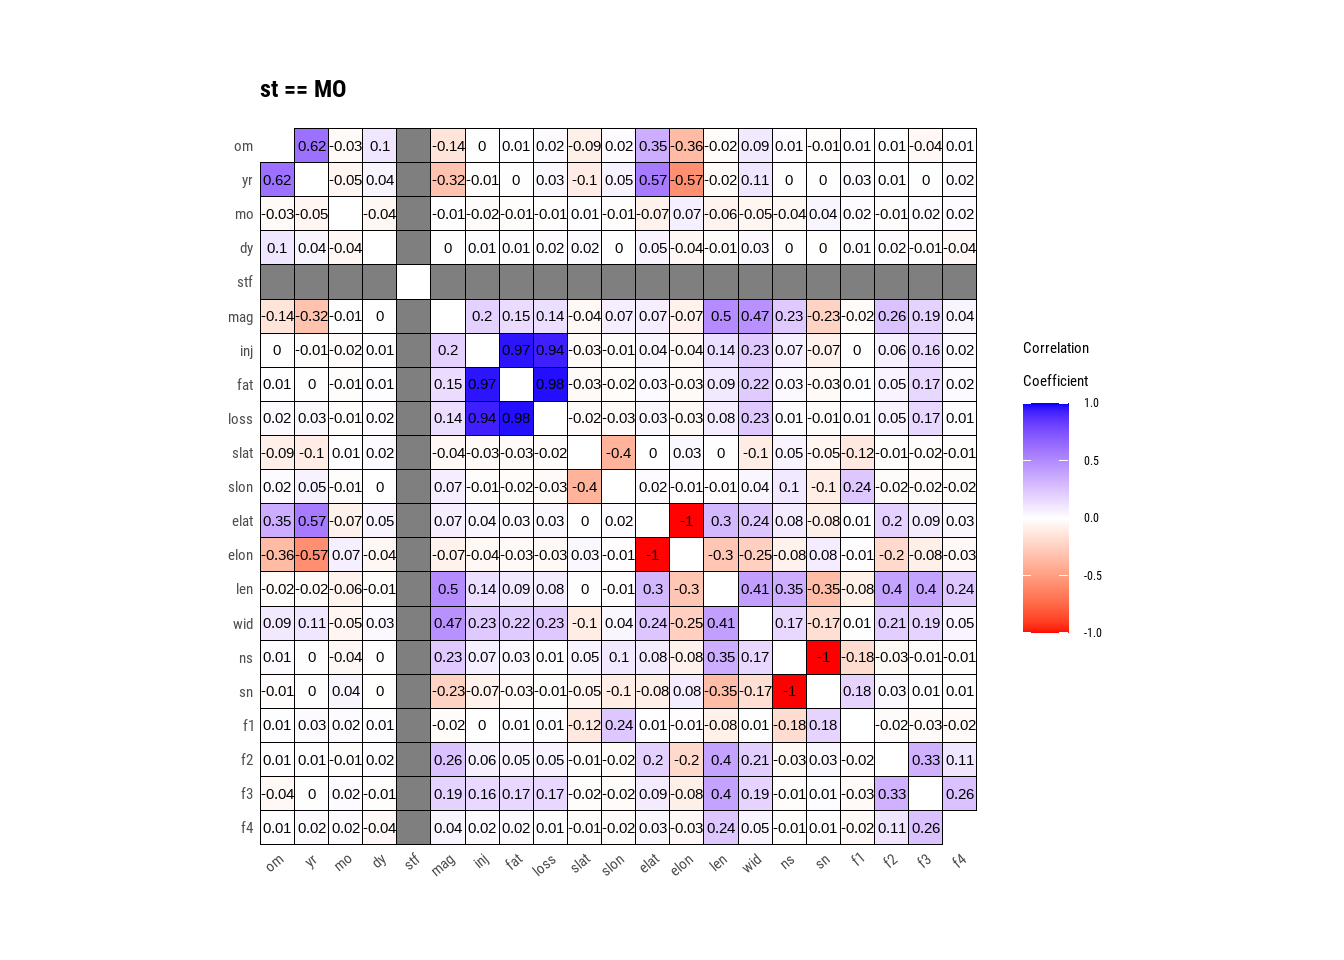 st == MO
om 0.62 -0.03 0.1 -0.14 0 0.01 0.02 -0.09 0.02 0.35 -0.36 -0.02 0.09 0.01 -0.01 0.01 0.01 -0.04 0.01
yr 0.62 -0.05 0.04 -0.32 -0.01 0 0.03 -0.1 0.05 0.57 -0.57 -0.02 0.11 0 0 0.03 0.01 0 0.02
mo -0.03 -0.05 -0.04 -0.01 -0.02 -0.01 -0.01 0.01 -0.01 -0.07 0.07 -0.06 -0.05 -0.04 0.04 0.02 -0.01 0.02 0.02
dy 0.1 0.04 -0.04 0 0.01 0.01 0.02 0.02 0 0.05 -0.04 -0.01 0.03 0 0 0.01 0.02 -0.01 -0.04
stf
mag -0.14 -0.32 -0.01 0 0.2 0.15 0.14 -0.04 0.07 0.07 -0.07 0.5 0.47 0.23 -0.23 -0.02 0.26 0.19 0.04
inj 0 -0.01 -0.02 0.01 0.2 0.97 0.94 -0.03 -0.01 0.04 -0.04 0.14 0.23 0.07 -0.07 0 0.06 0.16 0.02
fat 0.01 0 -0.01 0.01 0.15 0.97 0.98 -0.03 -0.02 0.03 -0.03 0.09 0.22 0.03 -0.03 0.01 0.05 0.17 0.02
loss 0.02 0.03 -0.01 0.02 0.14 0.94 0.98 -0.02 -0.03 0.03 -0.03 0.08 0.23 0.01 -0.01 0.01 0.05 0.17 0.01
slat -0.09 -0.1 0.01 0.02 -0.04 -0.03 -0.03 -0.02 -0.4 0 0.03 0 -0.1 0.05 -0.05 -0.12 -0.01 -0.02 -0.01
slon 0.02 0.05 -0.01 0 0.07 -0.01 -0.02 -0.03 -0.4 0.02 -0.01 -0.01 0.04 0.1 -0.1 0.24 -0.02 -0.02 -0.02
elat 0.35 0.57 -0.07 0.05 0.07 0.04 0.03 0.03 0 0.02 -1 0.3 0.24 0.08 -0.08 0.01 0.2 0.09 0.03
elon -0.36 -0.57 0.07 -0.04 -0.07 -0.04 -0.03 -0.03 0.03 -0.01 -1 -0.3 -0.25 -0.08 0.08 -0.01 -0.2 -0.08 -0.03
len -0.02 -0.02 -0.06 -0.01 0.5 0.14 0.09 0.08 0 -0.01 0.3 -0.3 0.41 0.35 -0.35 -0.08 0.4 0.4 0.24
wid 0.09 0.11 -0.05 0.03 0.47 0.23 0.22 0.23 -0.1 0.04 0.24 -0.25 0.41 0.17 -0.17 0.01 0.21 0.19 0.05
ns 0.01 0 -0.04 0 0.23 0.07 0.03 0.01 0.05 0.1 0.08 -0.08 0.35 0.17 -1 -0.18 -0.03 -0.01 -0.01
sn -0.01 0 0.04 0 -0.23 -0.07 -0.03 -0.01 -0.05 -0.1 -0.08 0.08 -0.35 -0.17 -1 0.18 0.03 0.01 0.01
f1 0.01 0.03 0.02 0.01 -0.02 0 0.01 0.01 -0.12 0.24 0.01 -0.01 -0.08 0.01 -0.18 0.18 -0.02 -0.03 -0.02
f2 0.01 0.01 -0.01 0.02 0.26 0.06 0.05 0.05 -0.01 -0.02 0.2 -0.2 0.4 0.21 -0.03 0.03 -0.02 0.33 0.11
f3 -0.04 0 0.02 -0.01 0.19 0.16 0.17 0.17 -0.02 -0.02 0.09 -0.08 0.4 0.19 -0.01 0.01 -0.03 0.33 0.26
f4 0.01 0.02 0.02 -0.04 0.04 0.02 0.02 0.01 -0.01 -0.02 0.03 -0.03 0.24 0.05 -0.01 0.01 -0.02 0.11 0.26
om yr mo dy stf mag inj fat loss slat slon elat elon len wid ns sn f1 f2 f3 f4
Correlation
Coefficient
1.0
0.5
0.0
-0.5
-1.0